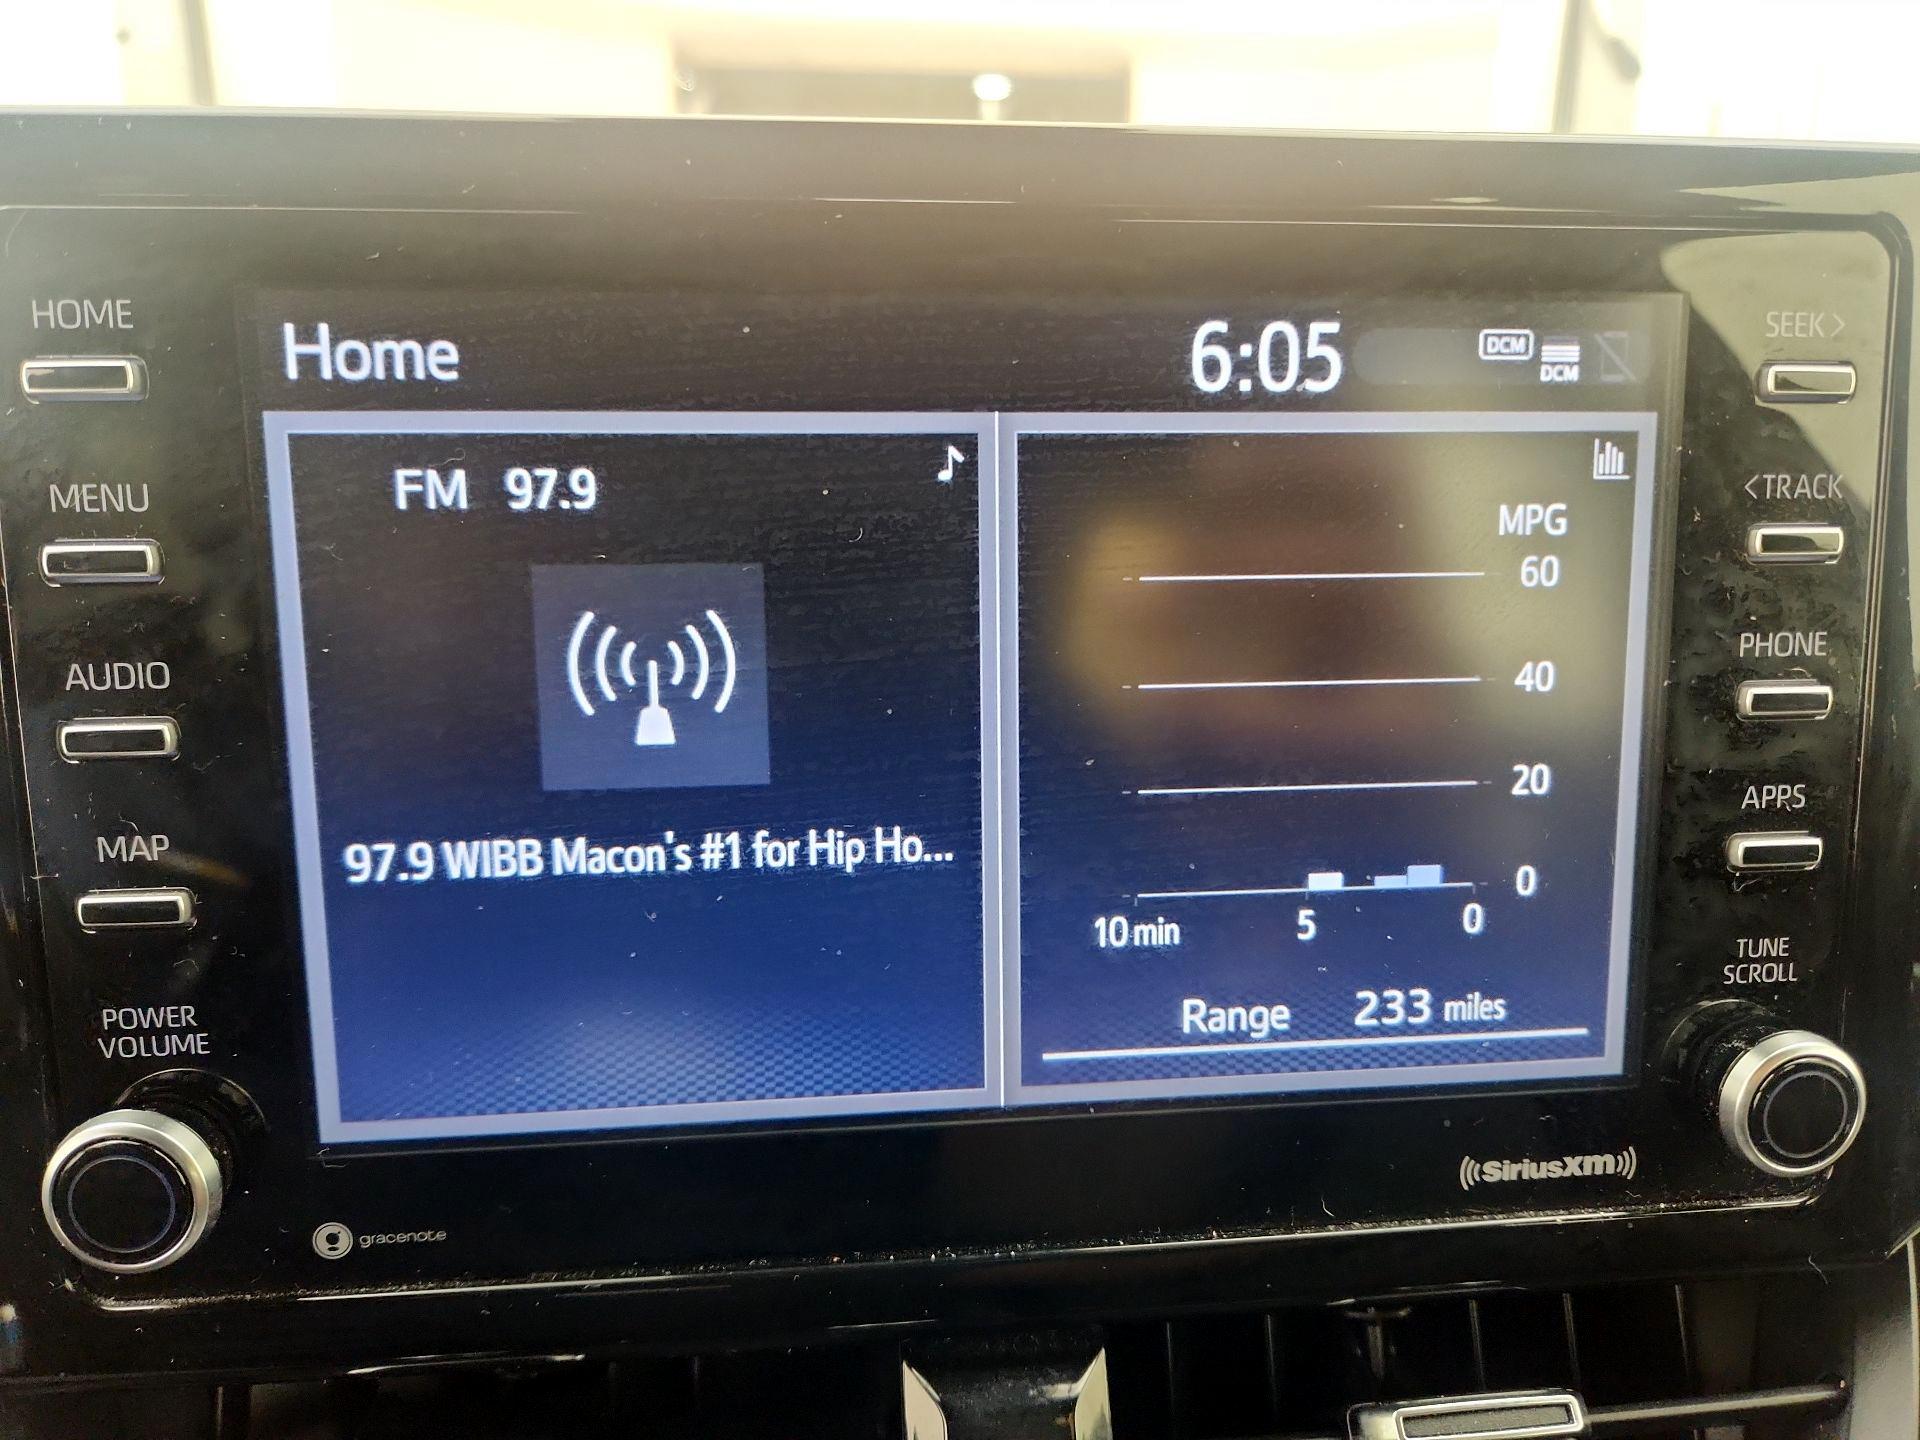 HOME
MENU
AUDIO
MAP
POWER
VOLUME
Home
6:05
DCM
DCM
FM 97.9
97.9 WIBB Macon's #1 for Hip Ho...
MPG
60
40
20
0
10 min 5 0
Range 233 miles
SEEK >
< TRACK
PHONE
APPS
TUNE
SCROLL
gracenote
((SiriusXM))